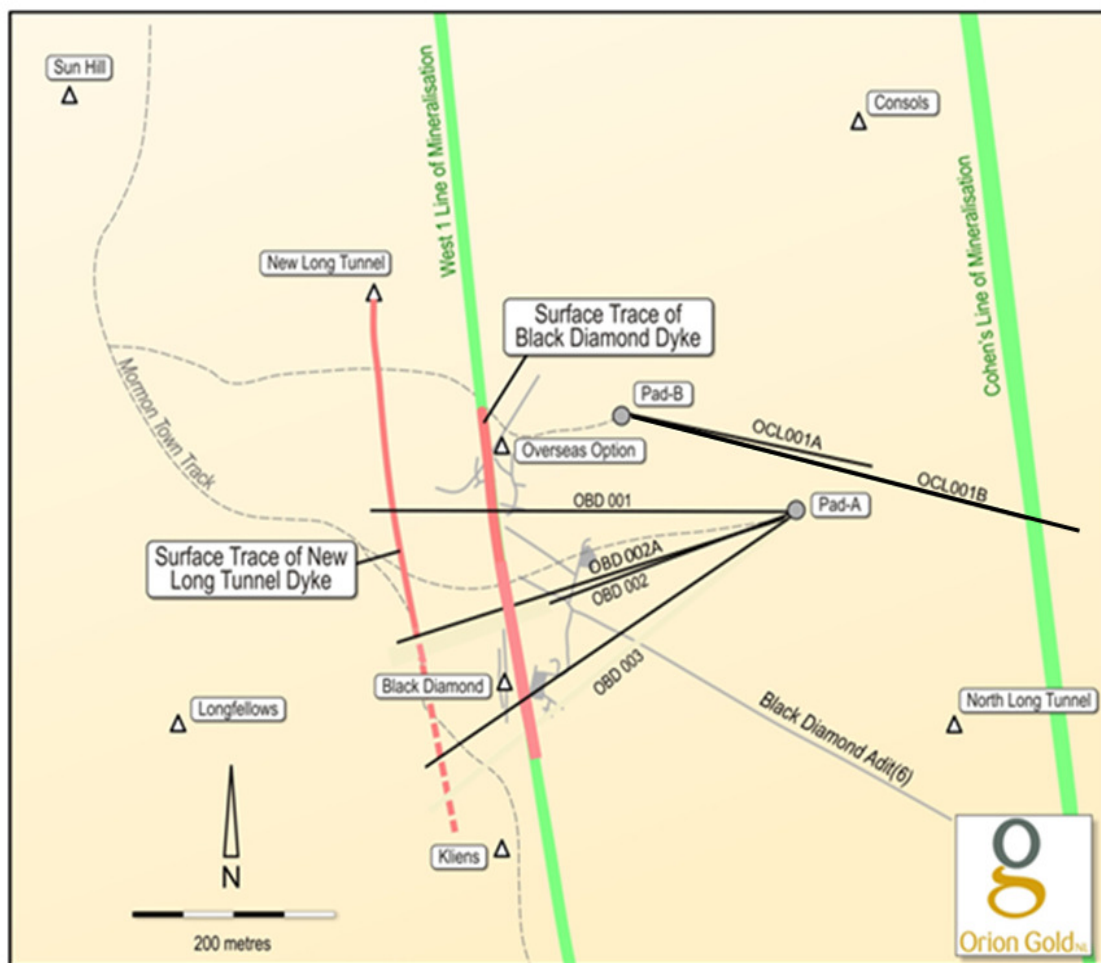 Sun Hill
West 1 Line of Mineralisation
Consols
Cohen's Line of Mineralisation
New Long Tunnel
Surface Trace of
Black Diamond Dyke
Mormon Town Track
Pad-B
OCL001A
Overseas Option
OCL001B
OBD 001
Pad-A
Surface Trace of New
Long Tunnel Dyke
OBD 002A
OBD 002
OBD 003
Black Diamond
Longfellows
Black Diamond Adit(6)
North Long Tunnel
Kliens
N
200 metres
Orion Gold NL